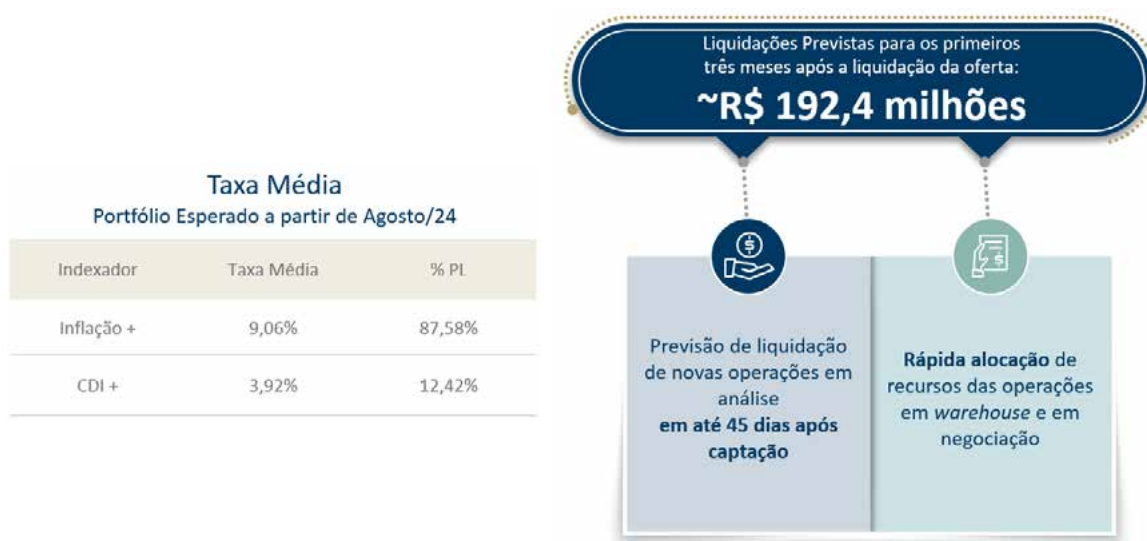 Taxa Média
Portfólio Esperado a partir de Agosto/24
Indexador Taxa Média % PL
Inflação + 9,06% 87,58%
CDI + 3,92% 12,42%
Liquidações Previstas para os primeiros
três meses após a liquidação da oferta:
~R$ 192,4 milhões
Previsão de liquidação
de novas operações em
análise
em até 45 dias após
captação
Rápida alocação de
recursos das operações
em warehouse e em
negociação